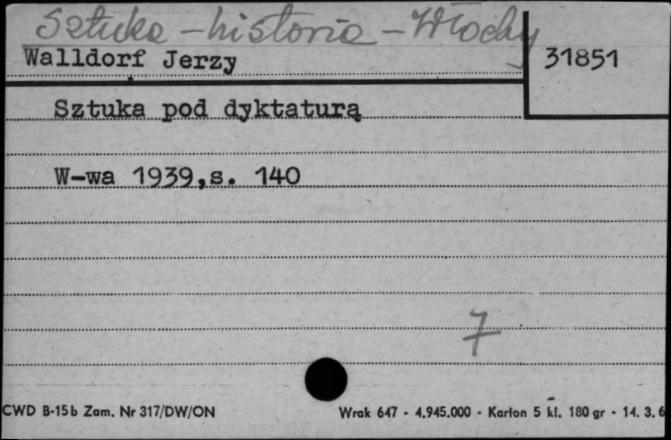 Sztuka - historia - Włochy
Walldorf Jerzy
31851
Sztuka pod dyktaturą
W-wa 1939,s. 140
7
CWD B-15b Zam. Nr 317/DW/ON
Wrak 647 - 4.945.000 - Karton 5 kl. 180 gr - 14. 3. 6